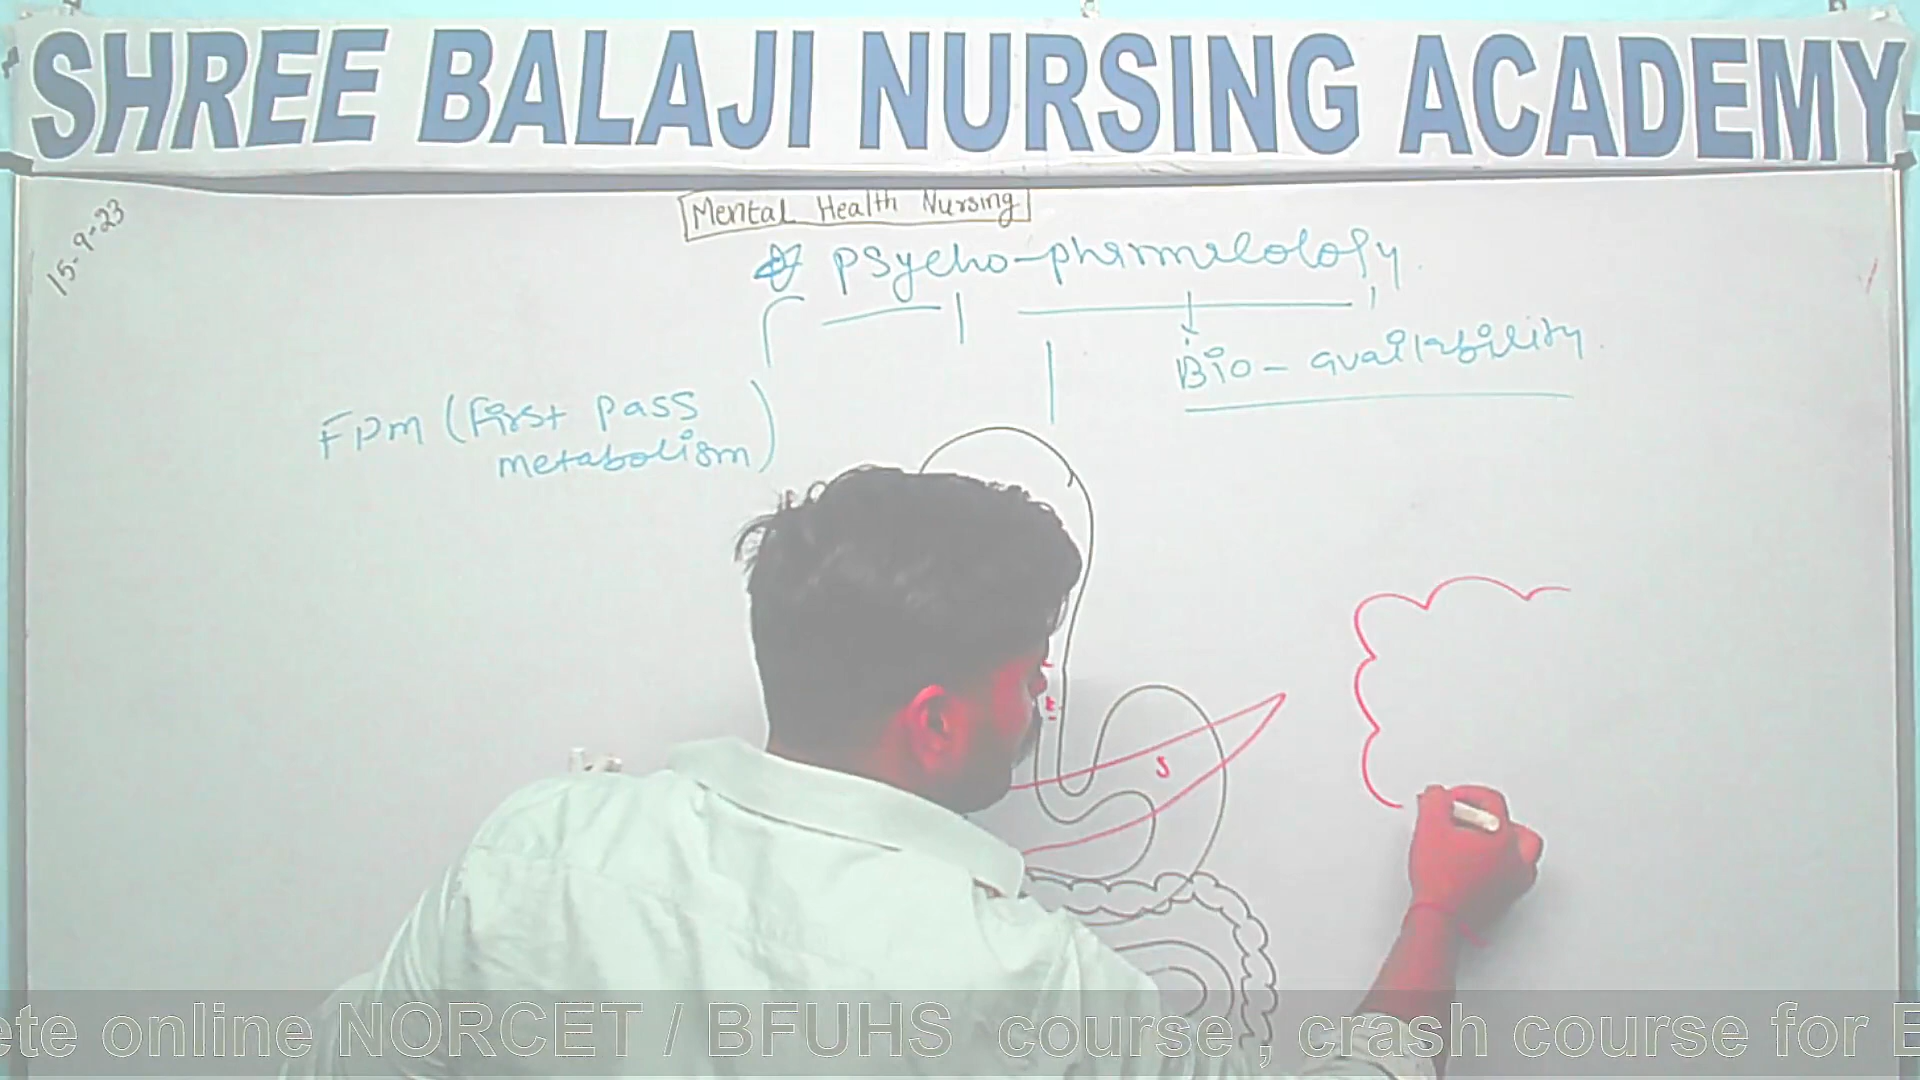 SHREE BALAJI NURSING ACADEMY
15-9-23
Mental Health Nursing
Psycho-phermelology.
Bio-availability.
FPM (First pass
metabolism)
S
ete online NORCET / BFUHS course , crash course for E